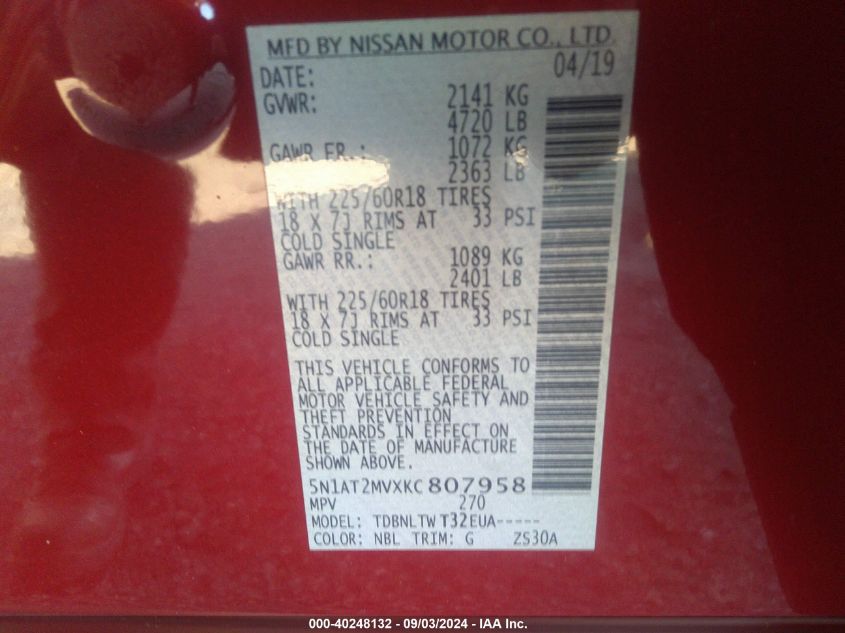 MFD BY NISSAN MOTOR CO., LTD.
DATE: 04/19
GVWR: 2141 KG
4720 LB
GAWR FR.: 1072 KG
2363 LB
WITH 225/60R18 TIRES
18 X 7J RIMS AT 33 PSI
COLD SINGLE
GAWR RR.: 1089 KG
2401 LB
WITH 225/60R18 TIRES
18 X 7J RIMS AT 33 PSI
COLD SINGLE
THIS VEHICLE CONFORMS TO
ALL APPLICABLE FEDERAL
MOTOR VEHICLE SAFETY AND
THEFT PREVENTION
STANDARDS IN EFFECT ON
THE DATE OF MANUFACTURE
SHOWN ABOVE.
5N1AT2MVXKC807958
MPV 270
MODEL: TDBNLTW T32EUA-----
COLOR: NBL TRIM: G ZS30A
000-40248132 - 09/03/2024 - IAA Inc.